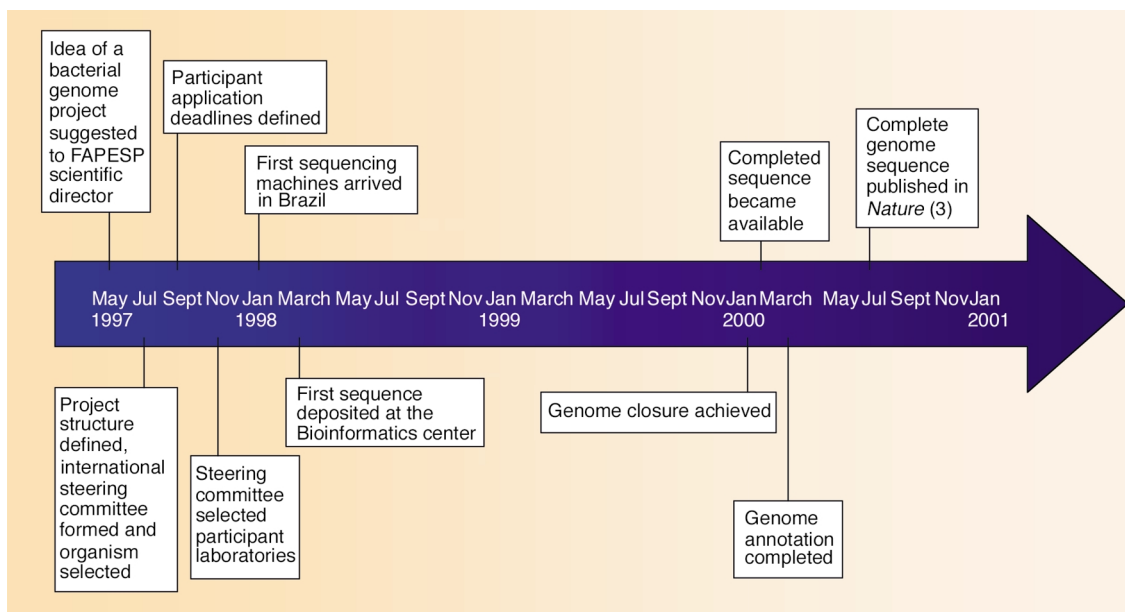 Idea of a
bacterial
genome
project
suggested
to FAPESP
scientific
director
Participant
application
deadlines defined
First sequencing
machines arrived
in Brazil
Completed
sequence
became
available
Complete
genome
sequence
published in
Nature (3)
May Jul Sept Nov Jan March May Jul Sept Nov Jan March May Jul Sept Nov Jan March May Jul Sept Nov Jan
1997 1998 1999 2000 2001
Project
structure
defined,
international
steering
committee
formed and
organism
selected
Steering
committee
selected
participant
laboratories
First sequence
deposited at the
Bioinformatics center
Genome closure achieved
Genome
annotation
completed